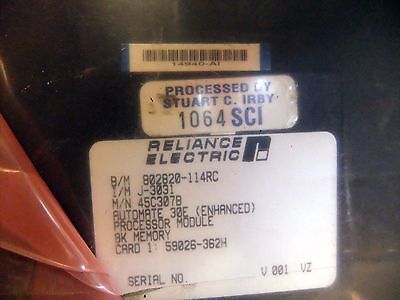 14940-AI
PROCESSED BY
STUART C. IRBY
1064 SCI
RELIANCE
ELECTRIC
B/M 802820-114RC
I/M J-3031
M/N 45C307B
AUTOMATE 30E (ENHANCED)
PROCESSOR MODULE
8K MEMORY
CARD 1: 59026-362H
SERIAL NO. V 001 VZ